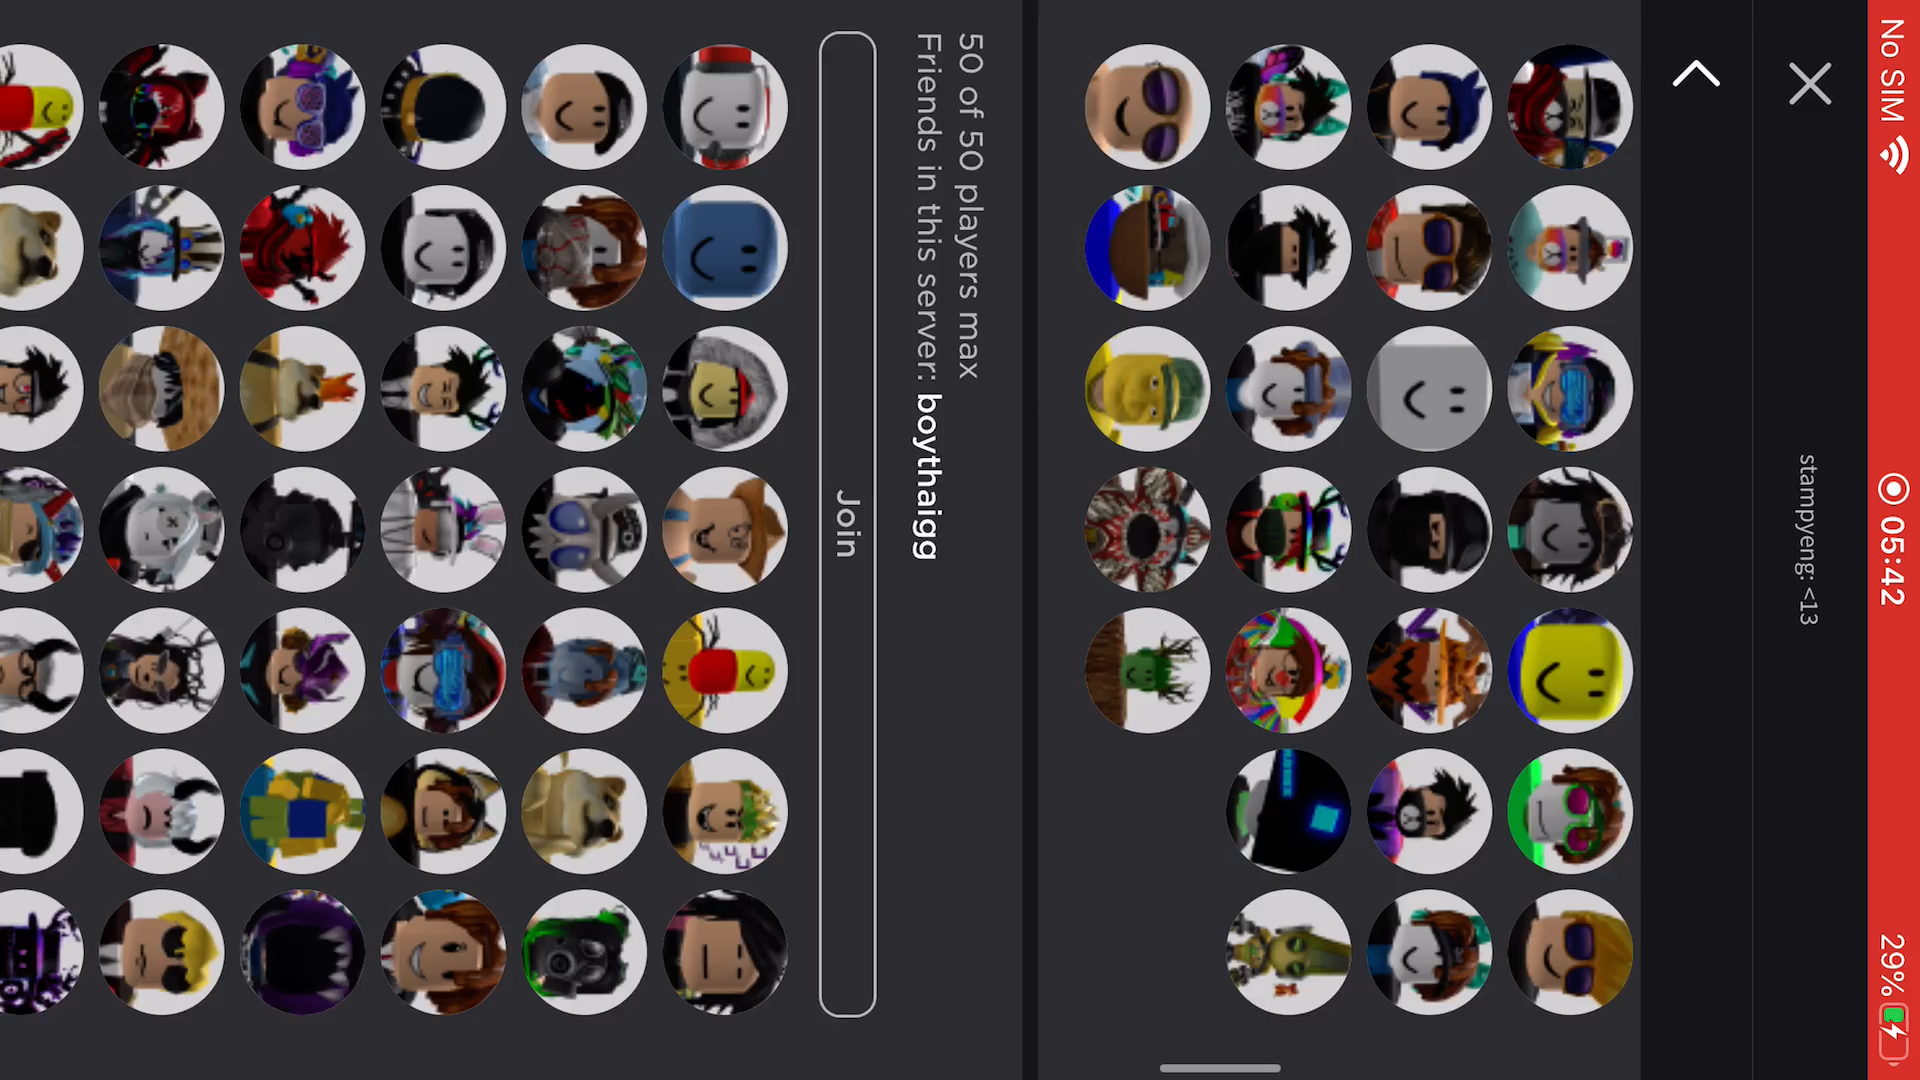 No SIM 05:42 29%
stampyeng: <13
50 of 50 players max
Friends in this server: boythaigg
Join